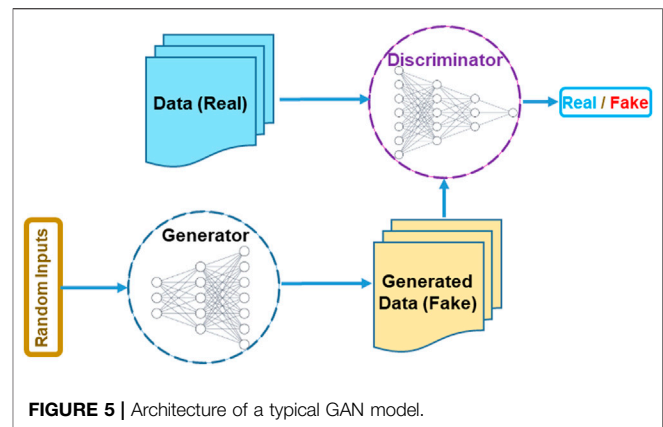 Discriminator
Data (Real)
Real / Fake
Random Inputs
Generator
Generated
Data (Fake)
FIGURE 5 | Architecture of a typical GAN model.